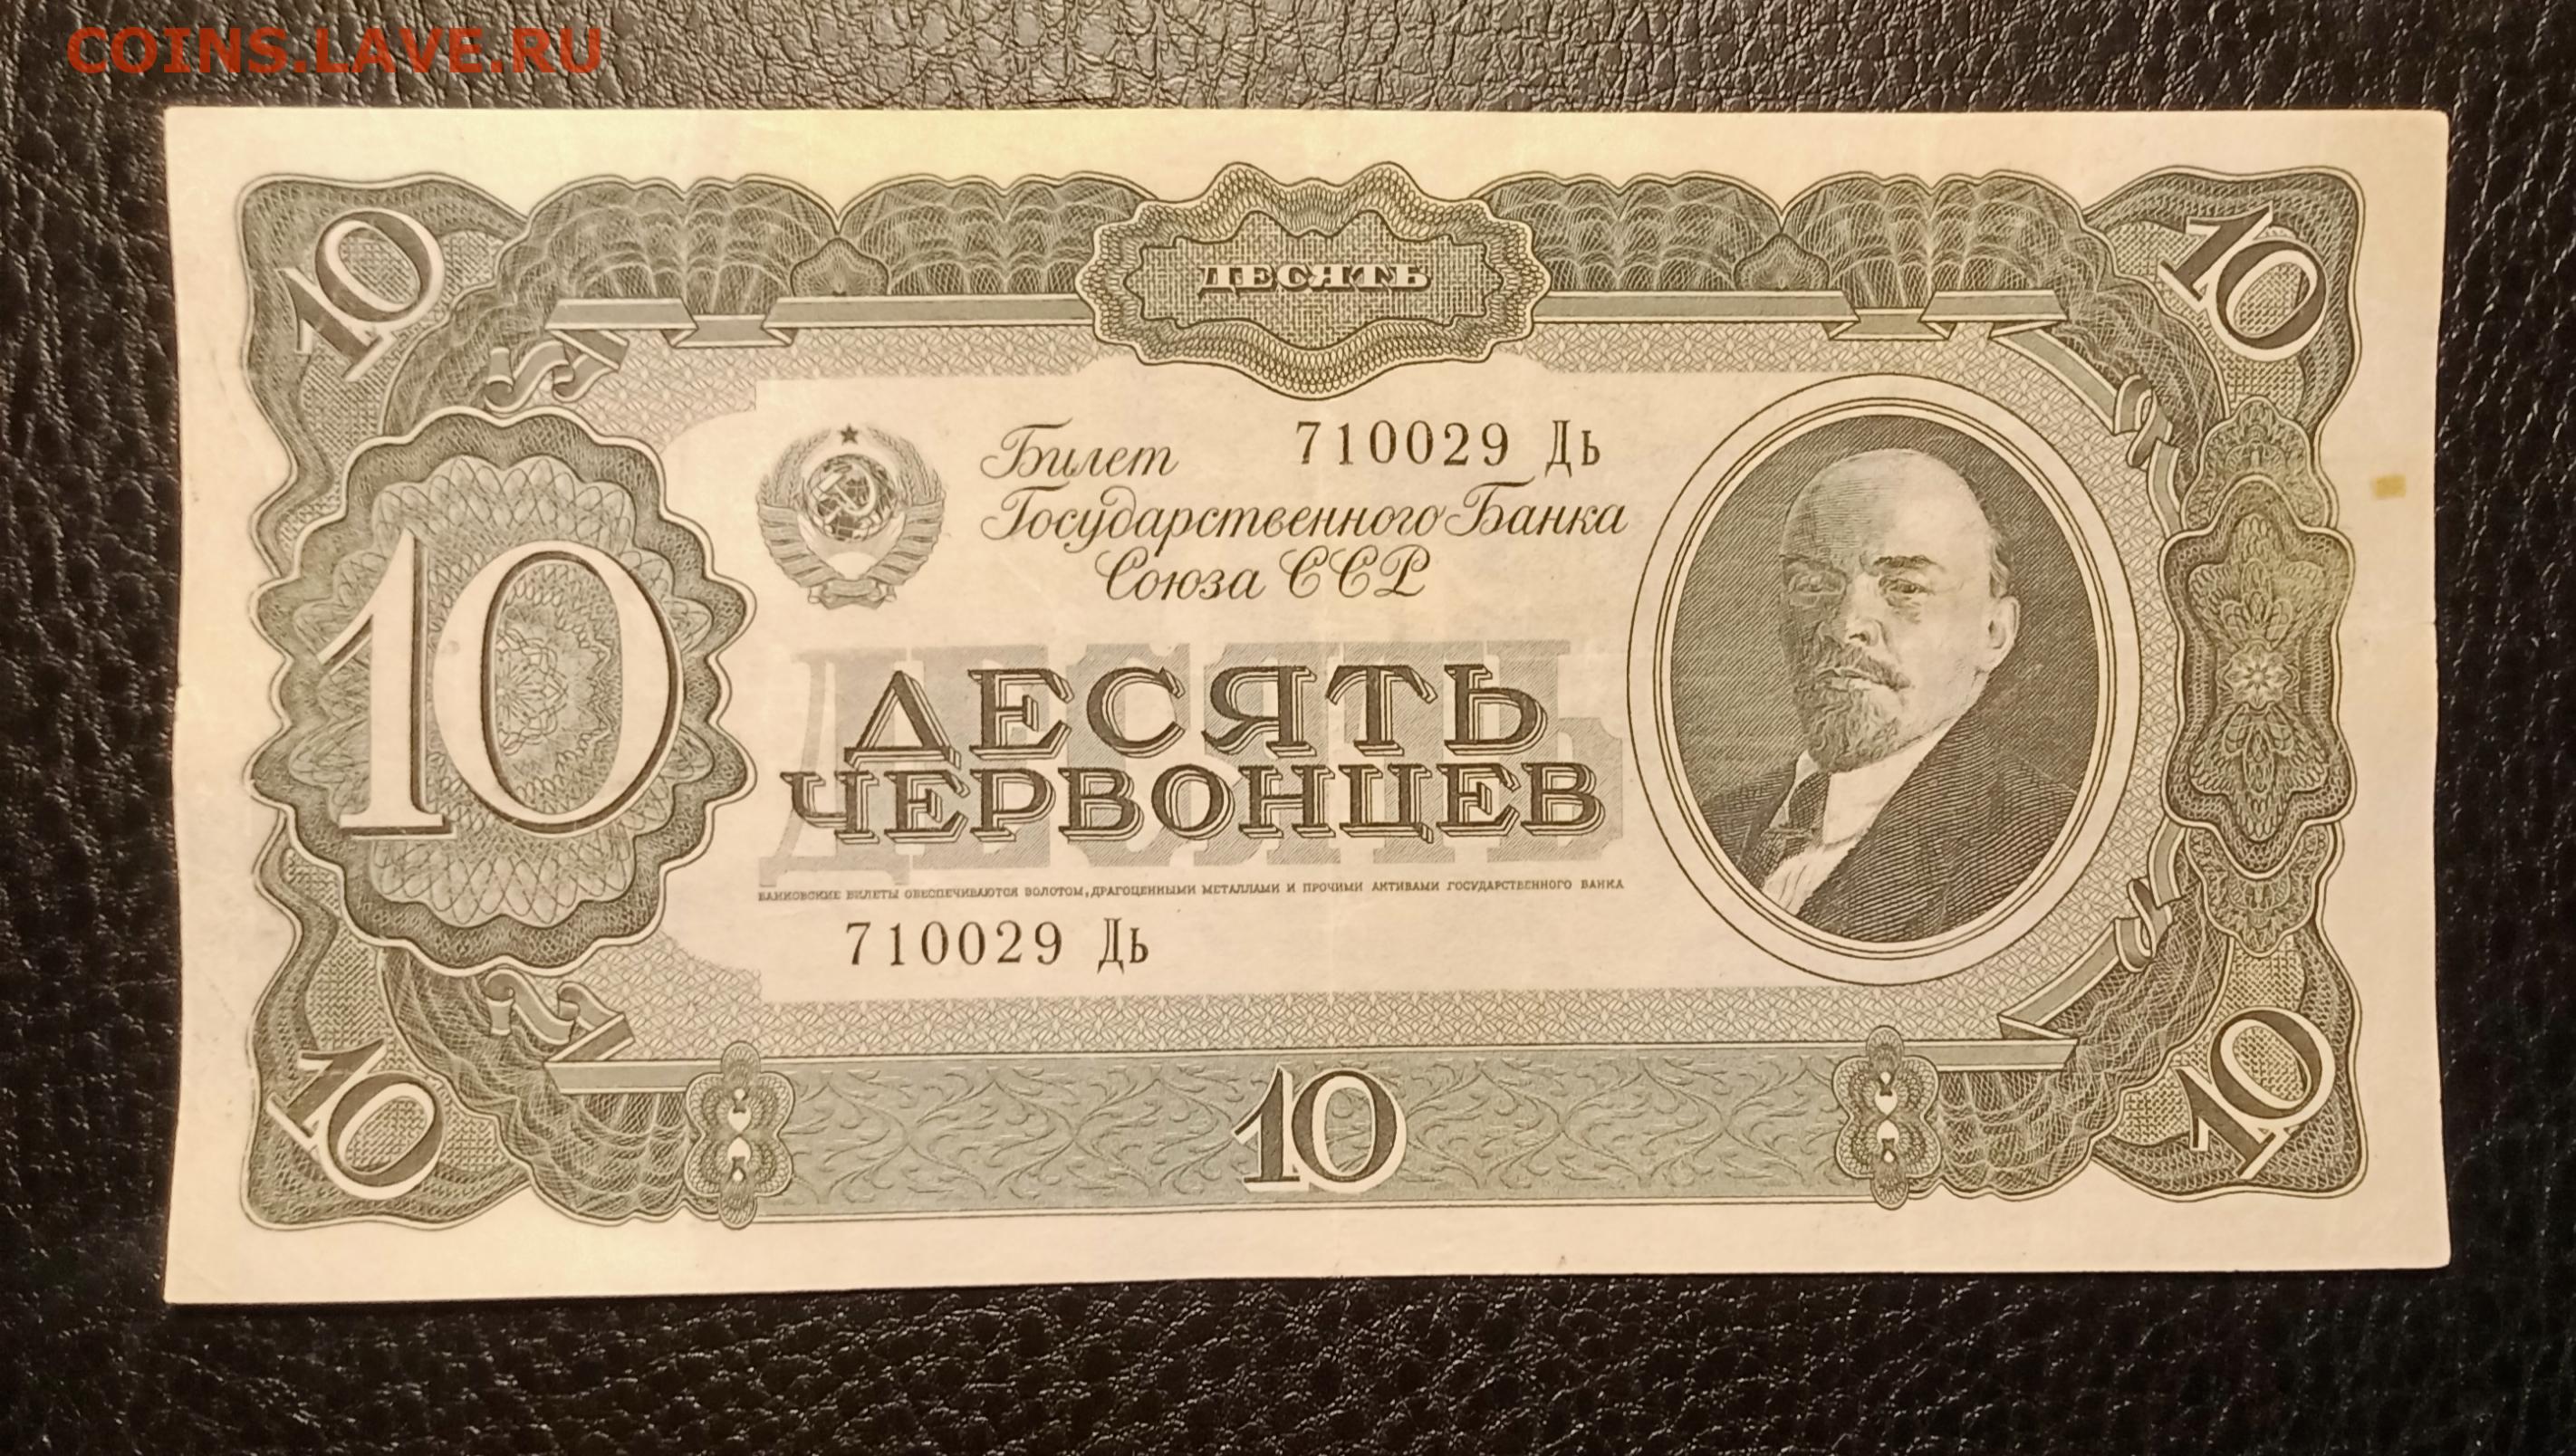 COINS.LAVE.RU
10
ДЕСЯТЬ
10
Билет
710029 Дь
Государственного Банка
Союза ССР
10
ДЕСЯТЬ
ДЕСЯТЬ
ЧЕРВОНЦЕВ
БАНКОВСКИЕ БИЛЕТЫ ОБЕСПЕЧИВАЮТСЯ ЗОЛОТОМ, ДРАГОЦЕННЫМИ МЕТАЛЛАМИ И ПРОЧИМИ АКТИВАМИ ГОСУДАРСТВЕННОГО БАНКА
710029 Дь
10
10
10